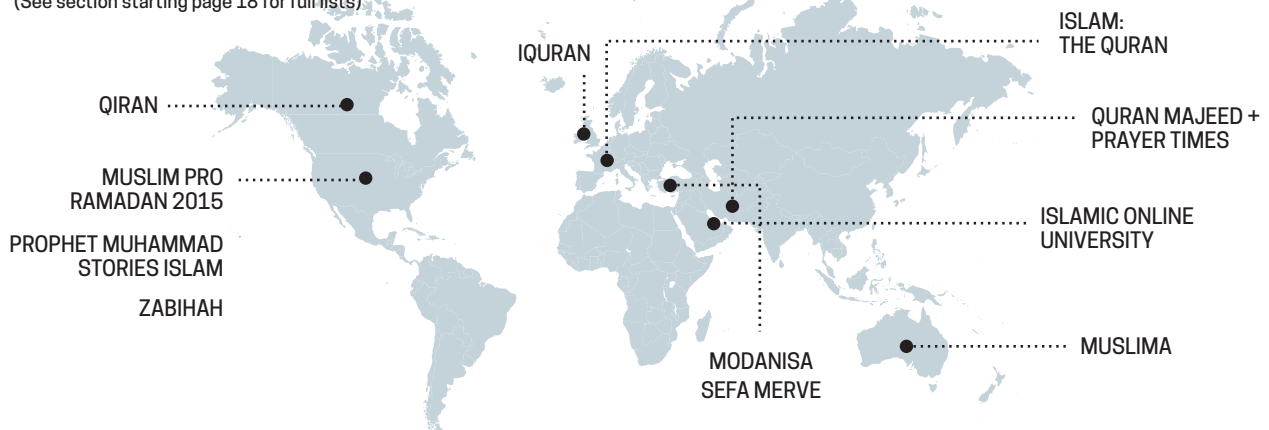 (See section starting page 18 for full lists)
ISLAM:
THE QURAN
IQURAN
QIRAN
QURAN MAJEED +
PRAYER TIMES
MUSLIM PRO
RAMADAN 2015
ISLAMIC ONLINE
UNIVERSITY
PROPHET MUHAMMAD
STORIES ISLAM
ZABIHAH
MODANISA
SEFA MERVE
MUSLIMA